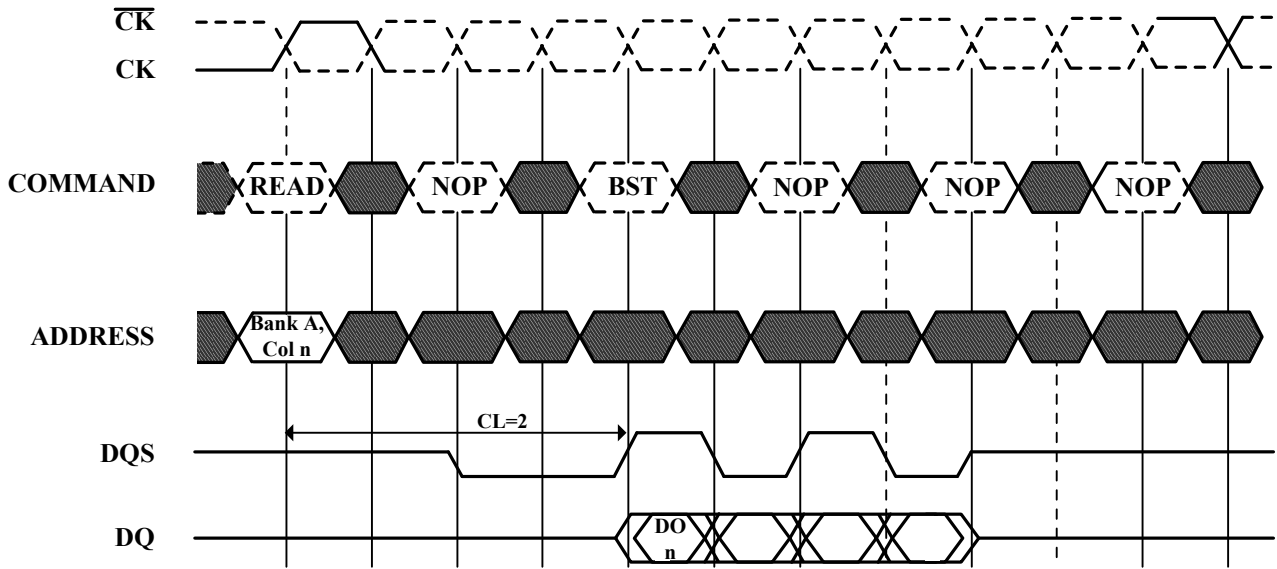 CK
CK
COMMAND
READ
NOP
BST
NOP
NOP
NOP
ADDRESS
Bank A,
Col n
CL=2
DQS
DQ
DO
n